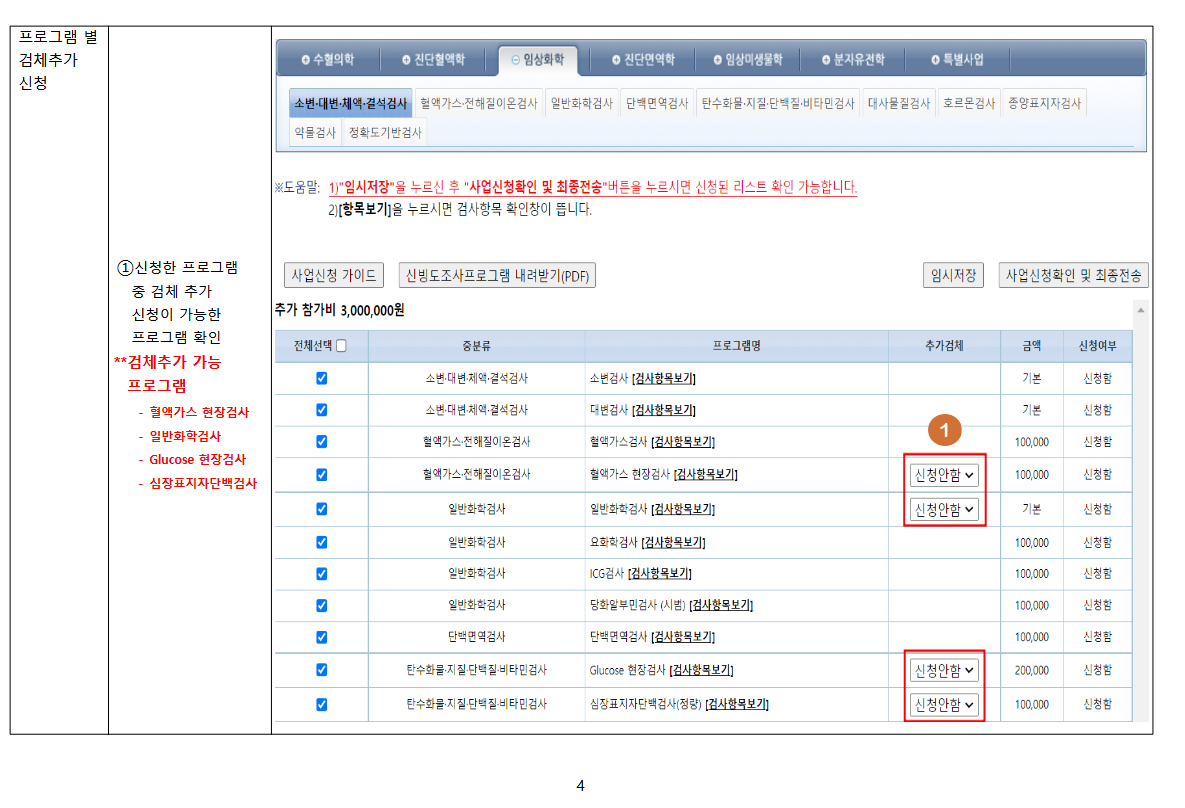 프로그램 별
검체추가
신청
①신청한 프로그램
중 검체 추가
신청이 가능한
프로그램 확인
**검체추가 가능
프로그램
- 혈액가스 현장검사
- 일반화학검사
- Glucose 현장검사
- 심장표지자단백검사
수혈의학 진단혈액학 임상화학 진단면역학 임상미생물학 분자유전학 특별사업
소변·대변·체액·결석검사 혈액가스·전해질이온검사 일반화학검사 단백면역검사 탄수화물·지질·단백질·비타민검사 대사물질검사 호르몬검사 종양표지자검사
약물검사 정확도기반검사
※도움말: 1)"임시저장"을 누르신 후 "사업신청확인 및 최종전송"버튼을 누르시면 신청된 리스트 확인 가능합니다.
2)[항목보기]을 누르시면 검사항목 확인창이 뜹니다.
사업신청 가이드 신빙도조사프로그램 내려받기(PDF) 임시저장 사업신청확인 및 최종전송
추가 참가비 3,000,000원
전체선택 중분류 프로그램명 추가검체 금액 신청여부
소변·대변·체액·결석검사 소변검사 [검사항목보기] 기본 신청함
소변·대변·체액·결석검사 대변검사 [검사항목보기] 기본 신청함
1
혈액가스·전해질이온검사 혈액가스검사 [검사항목보기] 100,000 신청함
혈액가스·전해질이온검사 혈액가스 현장검사 [검사항목보기] 신청안함 100,000 신청함
일반화학검사 일반화학검사 [검사항목보기] 신청안함 기본 신청함
일반화학검사 요화학검사 [검사항목보기] 100,000 신청함
일반화학검사 ICG검사 [검사항목보기] 100,000 신청함
일반화학검사 당화알부민검사 (시범) [검사항목보기] 100,000 신청함
단백면역검사 단백면역검사 [검사항목보기] 100,000 신청함
탄수화물·지질·단백질·비타민검사 Glucose 현장검사 [검사항목보기] 신청안함 200,000 신청함
탄수화물·지질·단백질·비타민검사 심장표지자단백검사(정량) [검사항목보기] 신청안함 100,000 신청함
4